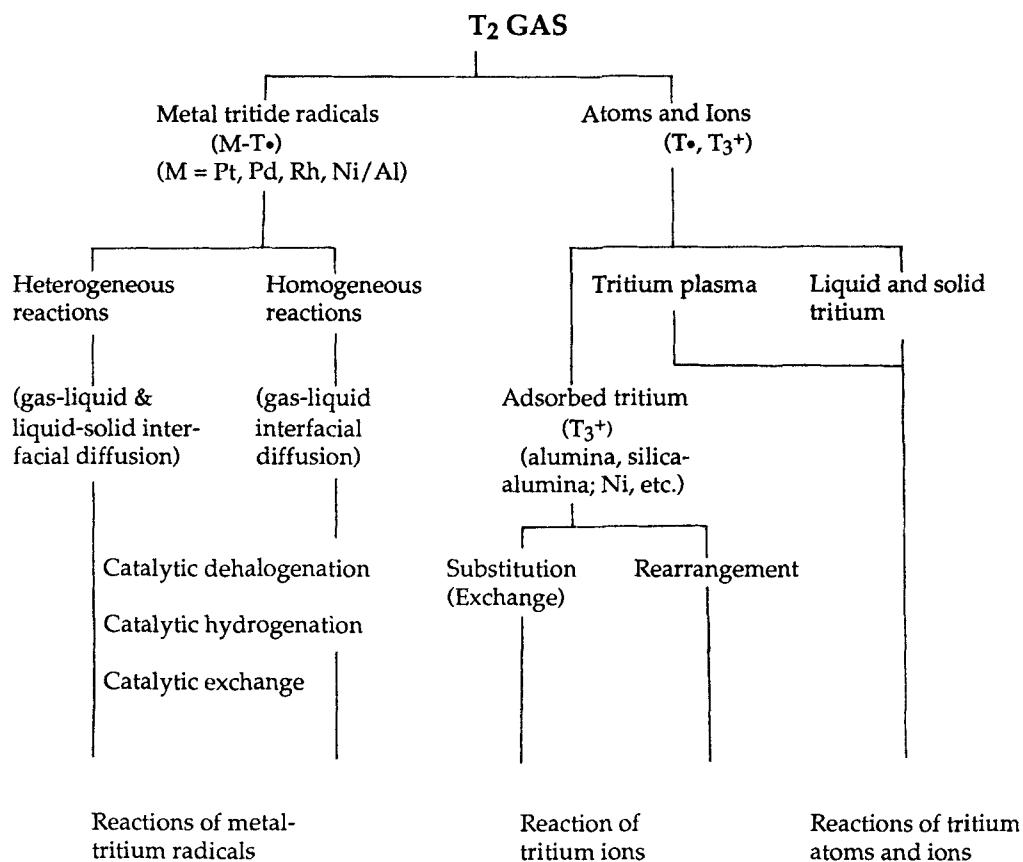 T₂ GAS
Metal tritide radicals
(M-T•)
(M = Pt, Pd, Rh, Ni/Al)
Atoms and Ions
(T•, T₃⁺)
Heterogeneous
reactions
Homogeneous
reactions
Tritium plasma
Liquid and solid
tritium
(gas-liquid &
liquid-solid inter-
facial diffusion)
(gas-liquid
interfacial
diffusion)
Adsorbed tritium
(T₃⁺)
(alumina, silica-
alumina; Ni, etc.)
Catalytic dehalogenation
Catalytic hydrogenation
Catalytic exchange
Substitution
(Exchange)
Rearrangement
Reactions of metal-
tritium radicals
Reaction of
tritium ions
Reactions of tritium
atoms and ions